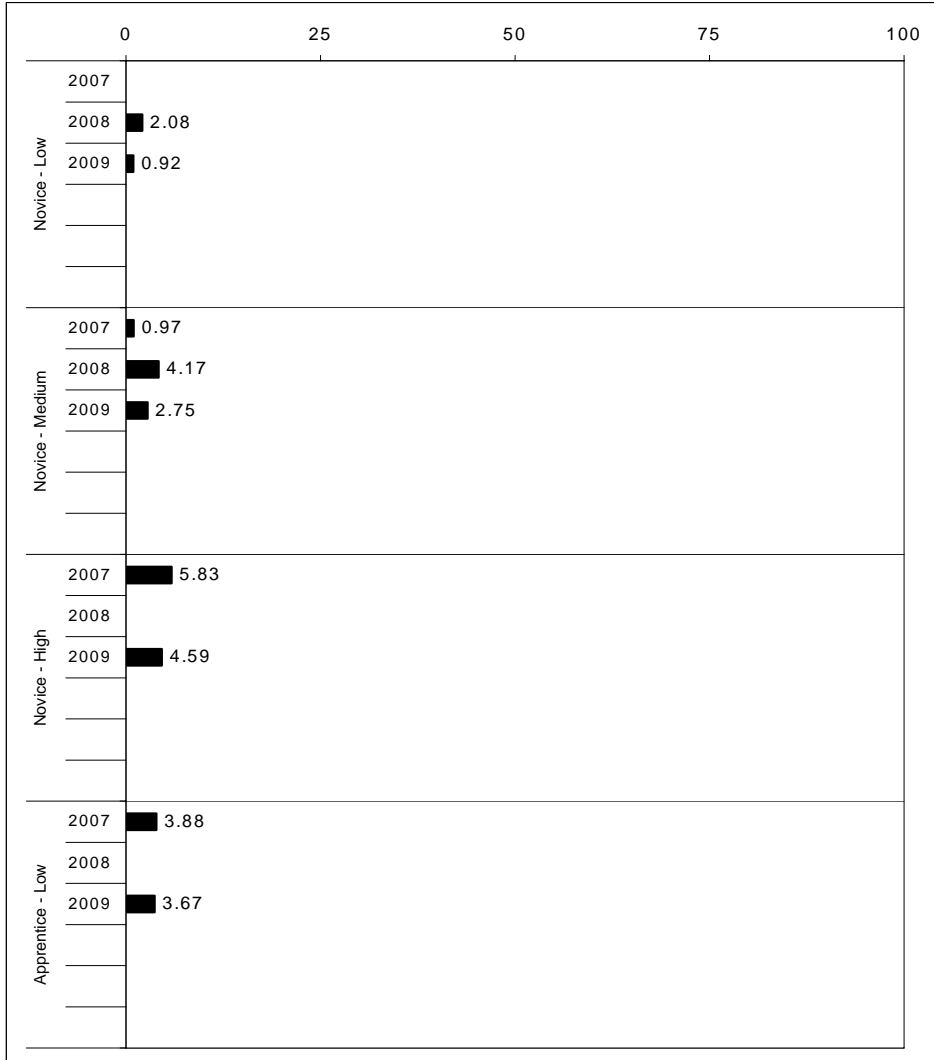 0 25 50 75 100
Novice - Low
2007
2008 2.08
2009 0.92
Novice - Medium
2007 0.97
2008 4.17
2009 2.75
Novice - High
2007 5.83
2008
2009 4.59
Apprentice - Low
2007 3.88
2008
2009 3.67